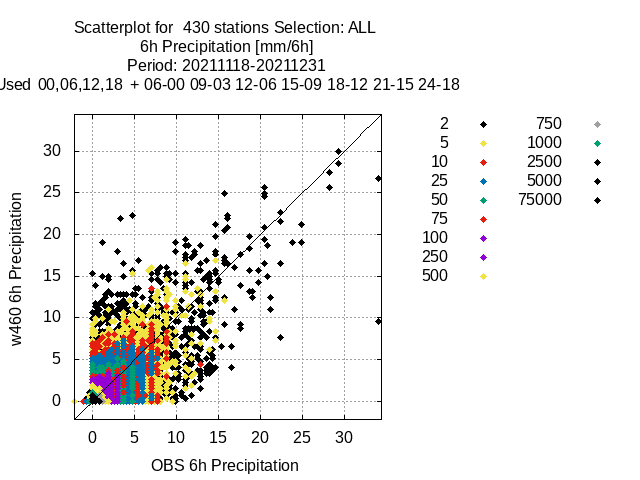 Scatterplot for 430 stations Selection: ALL
6h Precipitation [mm/6h]
Period: 20211118-20211231
Used 00,06,12,18 + 06-00 09-03 12-06 15-09 18-12 21-15 24-18
w460 6h Precipitation
30
25
20
15
10
5
0
0 5 10 15 20 25 30
OBS 6h Precipitation
2 750
5 1000
10 2500
25 5000
50 75000
75
100
250
500